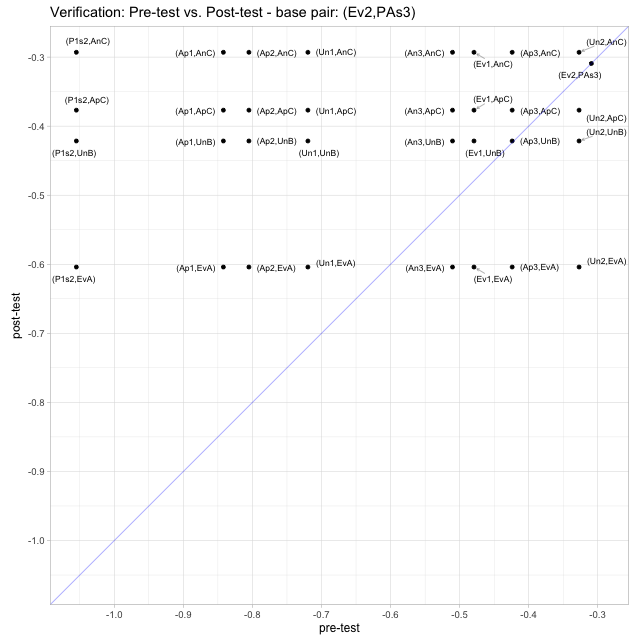 Verification: Pre-test vs. Post-test - base pair: (Ev2,PAs3)
(P1s2,AnC)
(Ap1,AnC)
(Ap2,AnC)
(Un1,AnC)
(An3,AnC)
(Ev1,AnC)
(Ap3,AnC)
(Un2,AnC)
(Ev2,PAs3)
(P1s2,ApC)
(Ap1,ApC)
(Ap2,ApC)
(Un1,ApC)
(An3,ApC)
(Ev1,ApC)
(Ap3,ApC)
(Un2,ApC)
(P1s2,UnB)
(Ap1,UnB)
(Ap2,UnB)
(Un1,UnB)
(An3,UnB)
(Ev1,UnB)
(Ap3,UnB)
(Un2,UnB)
(P1s2,EvA)
(Ap1,EvA)
(Ap2,EvA)
(Un1,EvA)
(An3,EvA)
(Ev1,EvA)
(Ap3,EvA)
(Un2,EvA)
-0.3
-0.4
-0.5
-0.6
-0.7
-0.8
-0.9
-1.0
post-test
-1.0 -0.9 -0.8 -0.7 -0.6 -0.5 -0.4 -0.3
pre-test